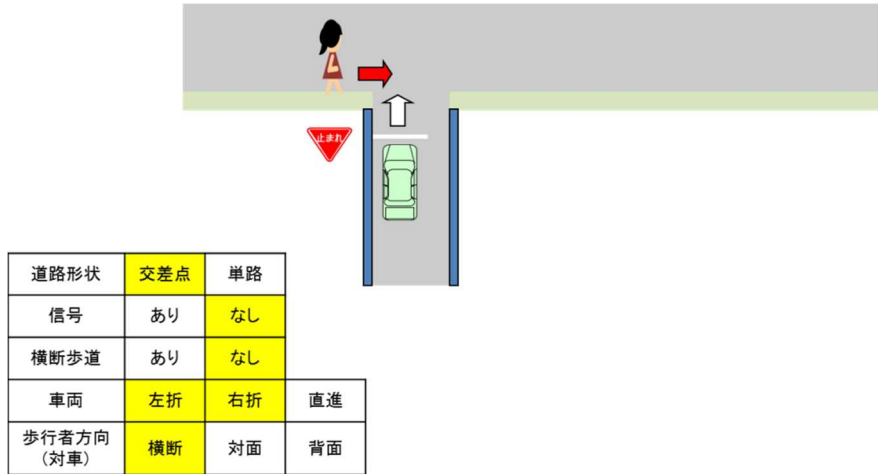 止まれ
道路形状 交差点 単路
信号 あり なし
横断歩道 あり なし
車両 左折 右折 直進
歩行者方向
(対車) 横断 対面 背面